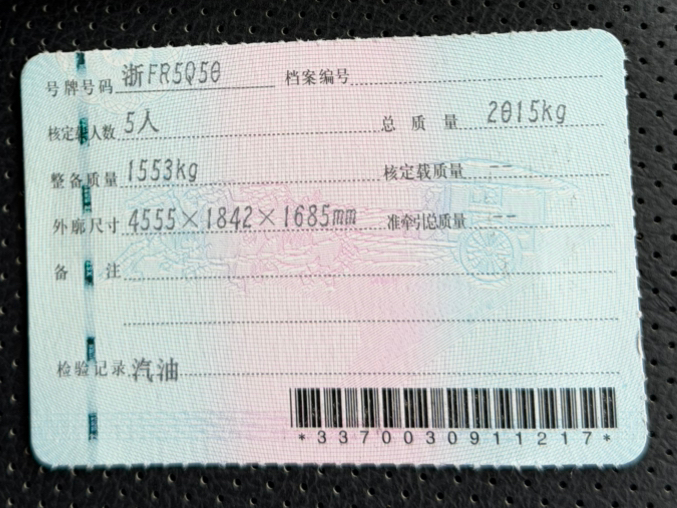 号牌号码 浙FR5Q50 档案编号
核定载人数 5人 总质量 2015kg
整备质量 1553kg 核定载质量 --
外廓尺寸 4555×1842×1685mm 准牵引总质量 --
备注
检验记录 汽油
*3370030911217*